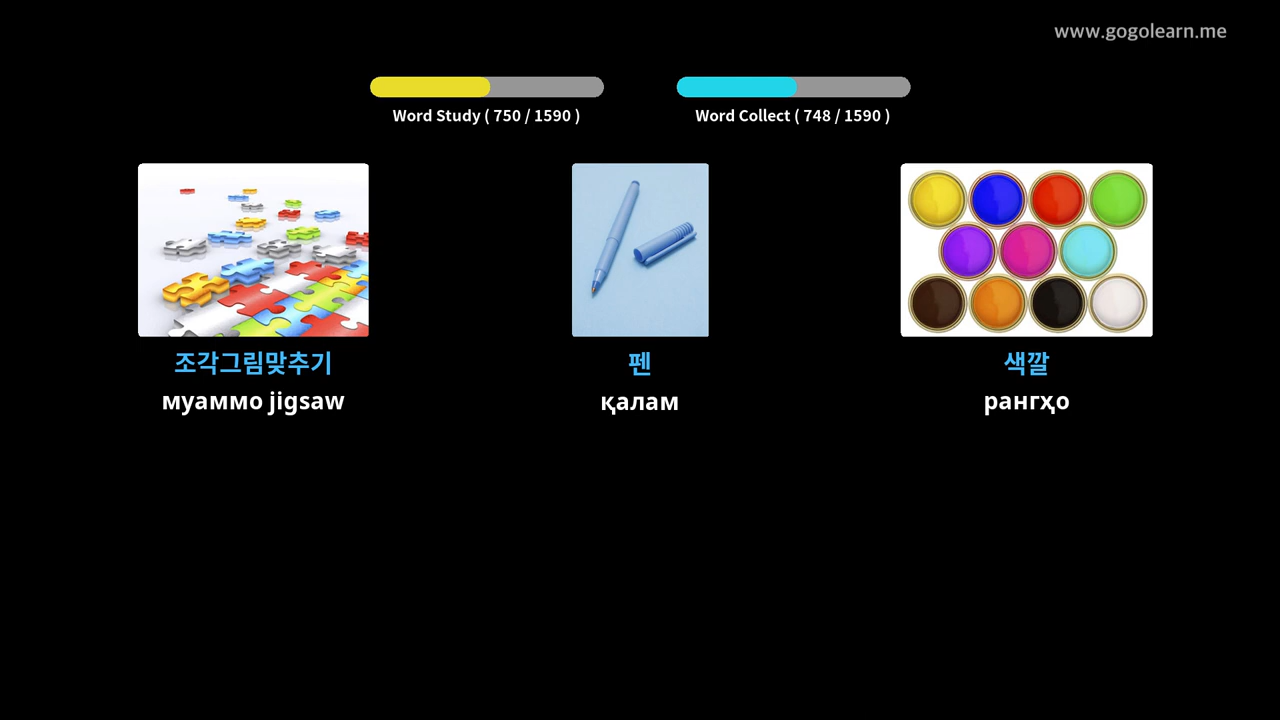 www.gogolearn.me
Word Study ( 750 / 1590 )
Word Collect ( 748 / 1590 )
조각그림맞추기
муаммо jigsaw
펜
қалам
색깔
рангҳо